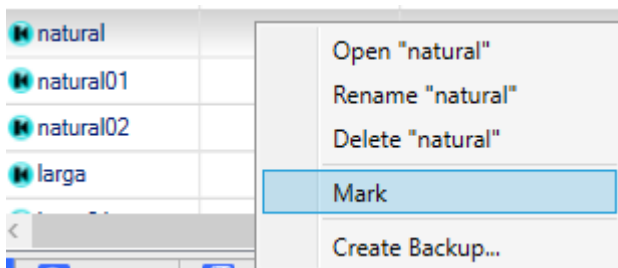 natural
natural01
natural02
larga
Open "natural"
Rename "natural"
Delete "natural"
Mark
Create Backup...